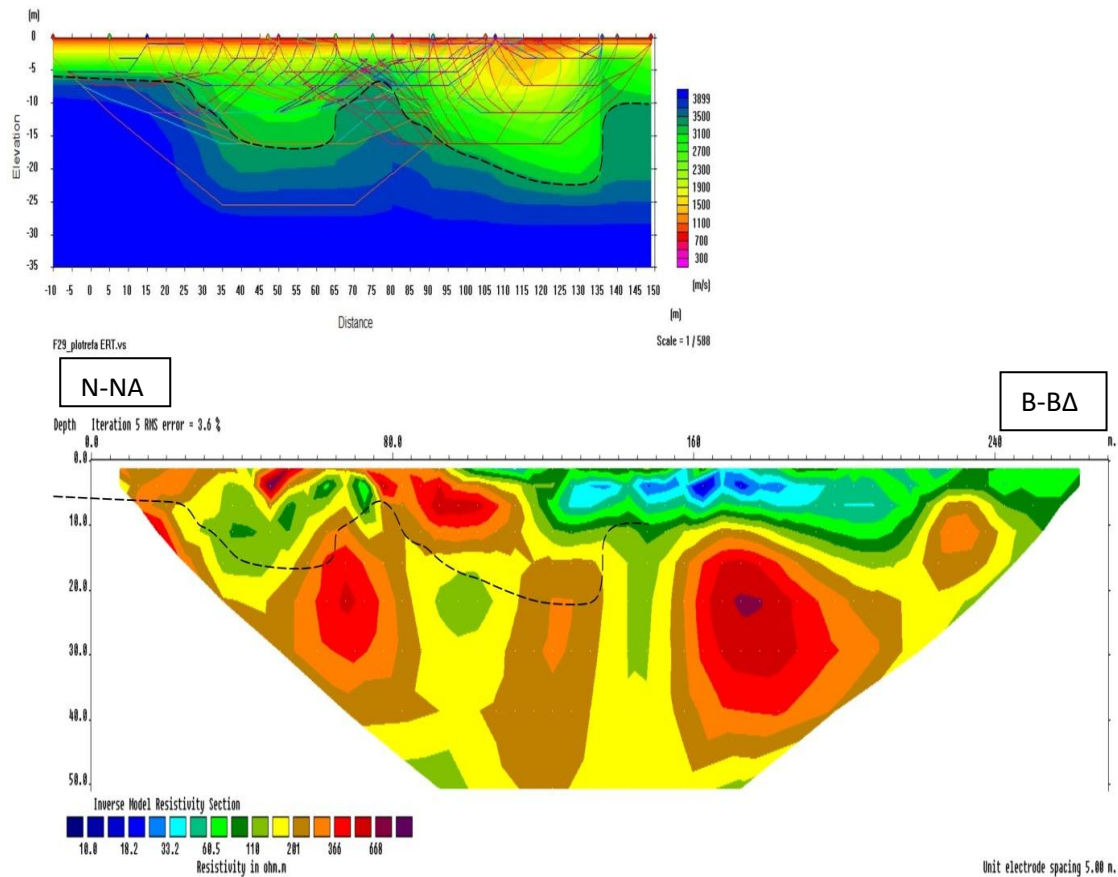 (m)
0
-5
-10
-15
-20
-25
-30
-35
Elevation
-10 -5 0 5 10 15 20 25 30 35 40 45 50 55 60 65 70 75 80 85 90 95 100 105 110 115 120 125 130 135 140 145 150
(m)
Distance
3899
3500
3100
2700
2300
1900
1500
1100
700
300
(m/s)
F29_plotrefa ERT.vs
Scale = 1 / 588
N-NA
Β-ΒΔ
Depth Iteration 5 RMS error = 3.6 %
0.0 80.0 160 240 m.
0.0
10.0
20.0
30.0
40.0
50.0
Inverse Model Resistivity Section
10.0 18.2 33.2 60.5 110 201 366 668
Resistivity in ohm.m
Unit electrode spacing 5.00 m.